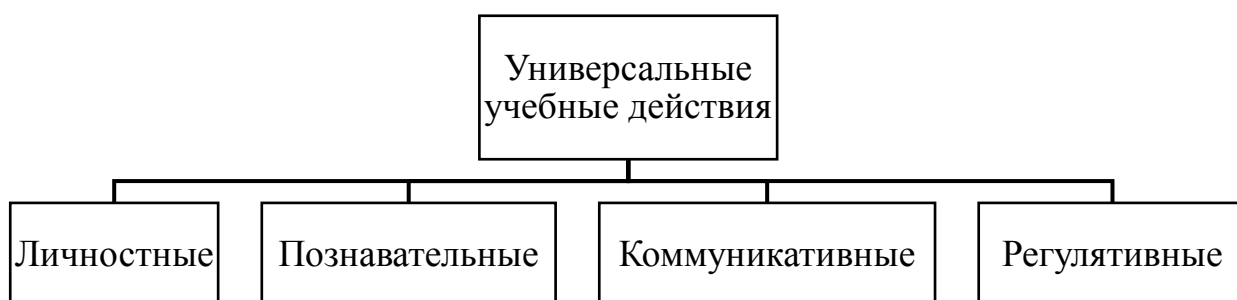 Универсальные
учебные действия
Личностные
Познавательные
Коммуникативные
Регулятивные